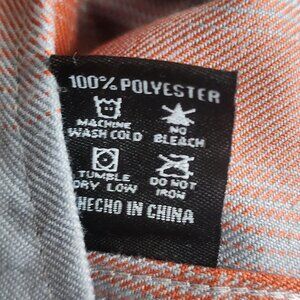 100% POLYESTER
MACHINE
WASH COLD
NO
BLEACH
TUMBLE
DRY LOW
DO NOT
IRON
HECHO IN CHINA